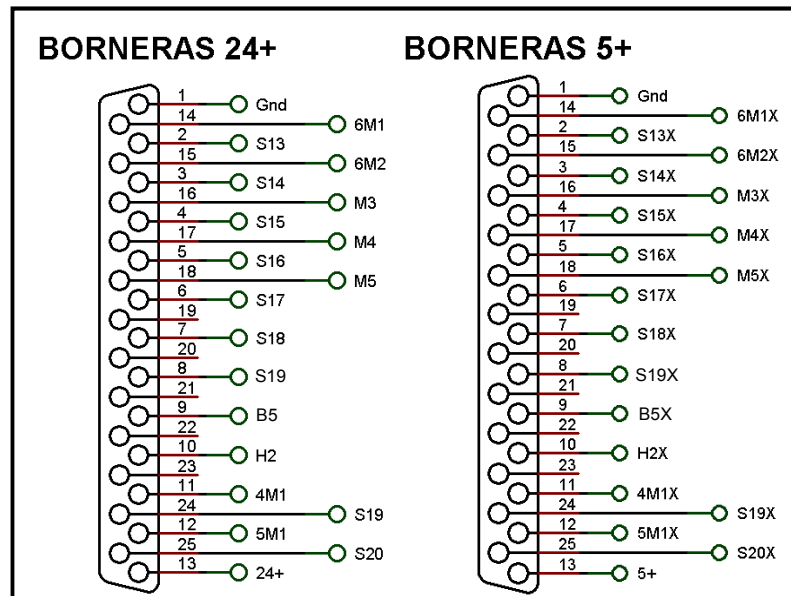 BORNERAS 24+
1 Gnd
14 6M1
2 S13
15 6M2
3 S14
16 M3
4 S15
17 M4
5 S16
18 M5
6 S17
19
7 S18
20
8 S19
21
9 B5
22
10 H2
23
11 4M1
24 S19
12 5M1
25 S20
13 24+
BORNERAS 5+
1 Gnd
14 6M1X
2 S13X
15 6M2X
3 S14X
16 M3X
4 S15X
17 M4X
5 S16X
18 M5X
6 S17X
19
7 S18X
20
8 S19X
21
9 B5X
22
10 H2X
23
11 4M1X
24 S19X
12 5M1X
25 S20X
13 5+